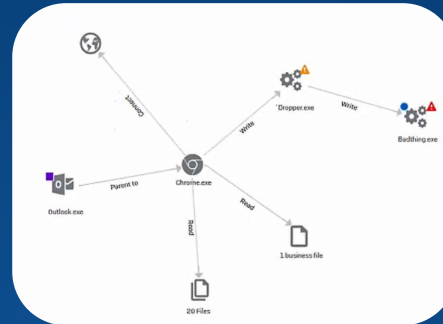 Connect
Dropper.exe
Write
Badthing.exe
Write
Chrome.exe
Parent to
Outlook.exe
Read
Read
1 business file
20 Files